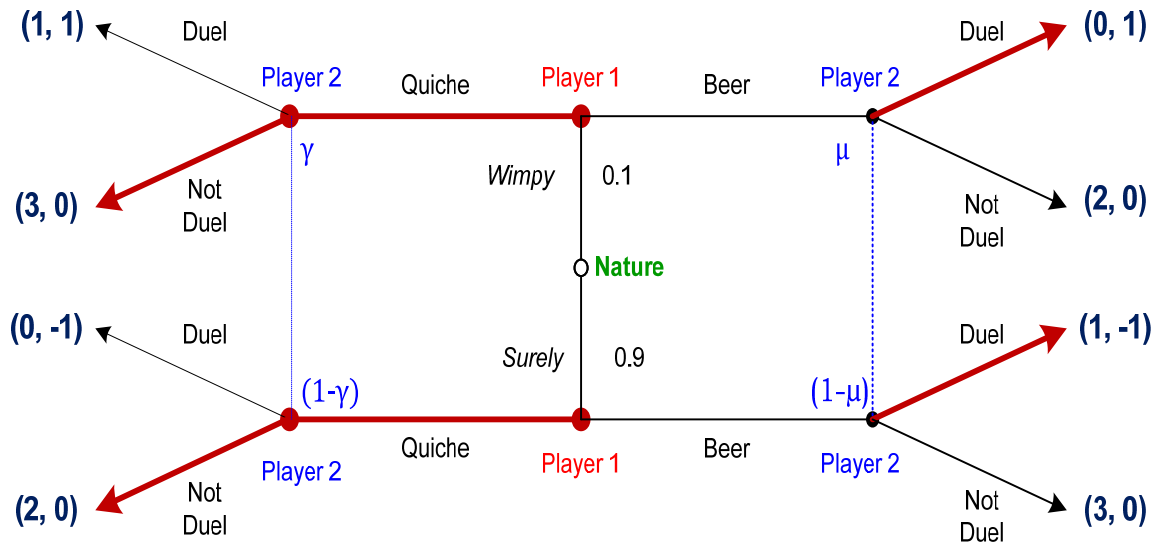 (1, 1)
Duel
Duel
(0, 1)
Player 2
Quiche
Player 1
Beer
Player 2
γ
μ
Wimpy
0.1
(3, 0)
Not
Duel
Not
Duel
(2, 0)
Nature
(0, -1)
Duel
Duel
(1, -1)
Surely
0.9
(1-γ)
(1-μ)
Quiche
Beer
Player 2
Player 1
Player 2
(2, 0)
Not
Duel
Not
Duel
(3, 0)